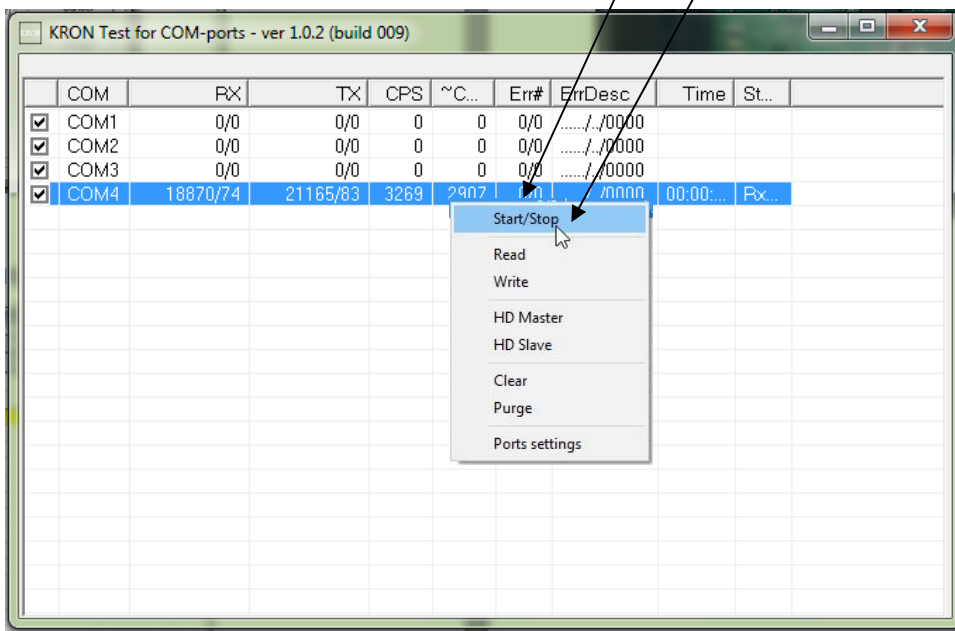 KRON Test for COM-ports - ver 1.0.2 (build 009)
COM RX TX CPS ~C... Err# ErrDesc Time St...
COM1 0/0 0/0 0 0 0/0 ....../../0000
COM2 0/0 0/0 0 0 0/0 ....../../0000
COM3 0/0 0/0 0 0 0/0 ....../../0000
COM4 18870/74 21165/83 3269 2907 0/0 ....../../0000 00:00:... Rx...
Start/Stop
Read
Write
HD Master
HD Slave
Clear
Purge
Ports settings